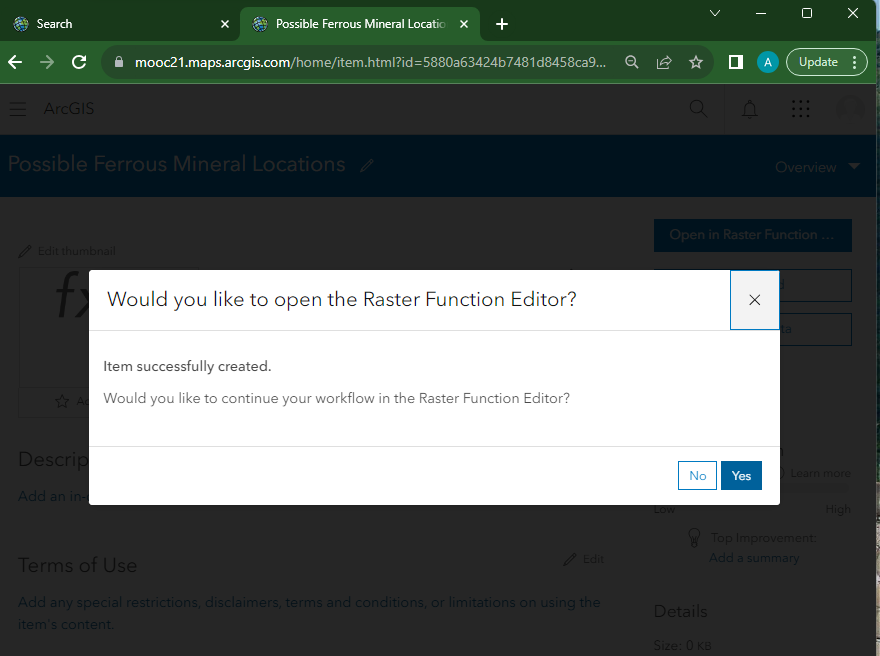 Search
Possible Ferrous Mineral Locatio
mooc21.maps.arcgis.com/home/item.html?id=5880a63424b7481d8458ca9...
A
Update
ArcGIS
Possible Ferrous Mineral Locations
Overview
Edit thumbnail
Open in Raster Function ...
fx
Would you like to open the Raster Function Editor?
Item successfully created.
Would you like to continue your workflow in the Raster Function Editor?
No
Yes
Descrip
Learn more
Add an in-
Low
High
Top Improvement:
Add a summary
Terms of Use
Edit
Add any special restrictions, disclaimers, terms and conditions, or limitations on using the
item's content.
Details
Size: 0 KB